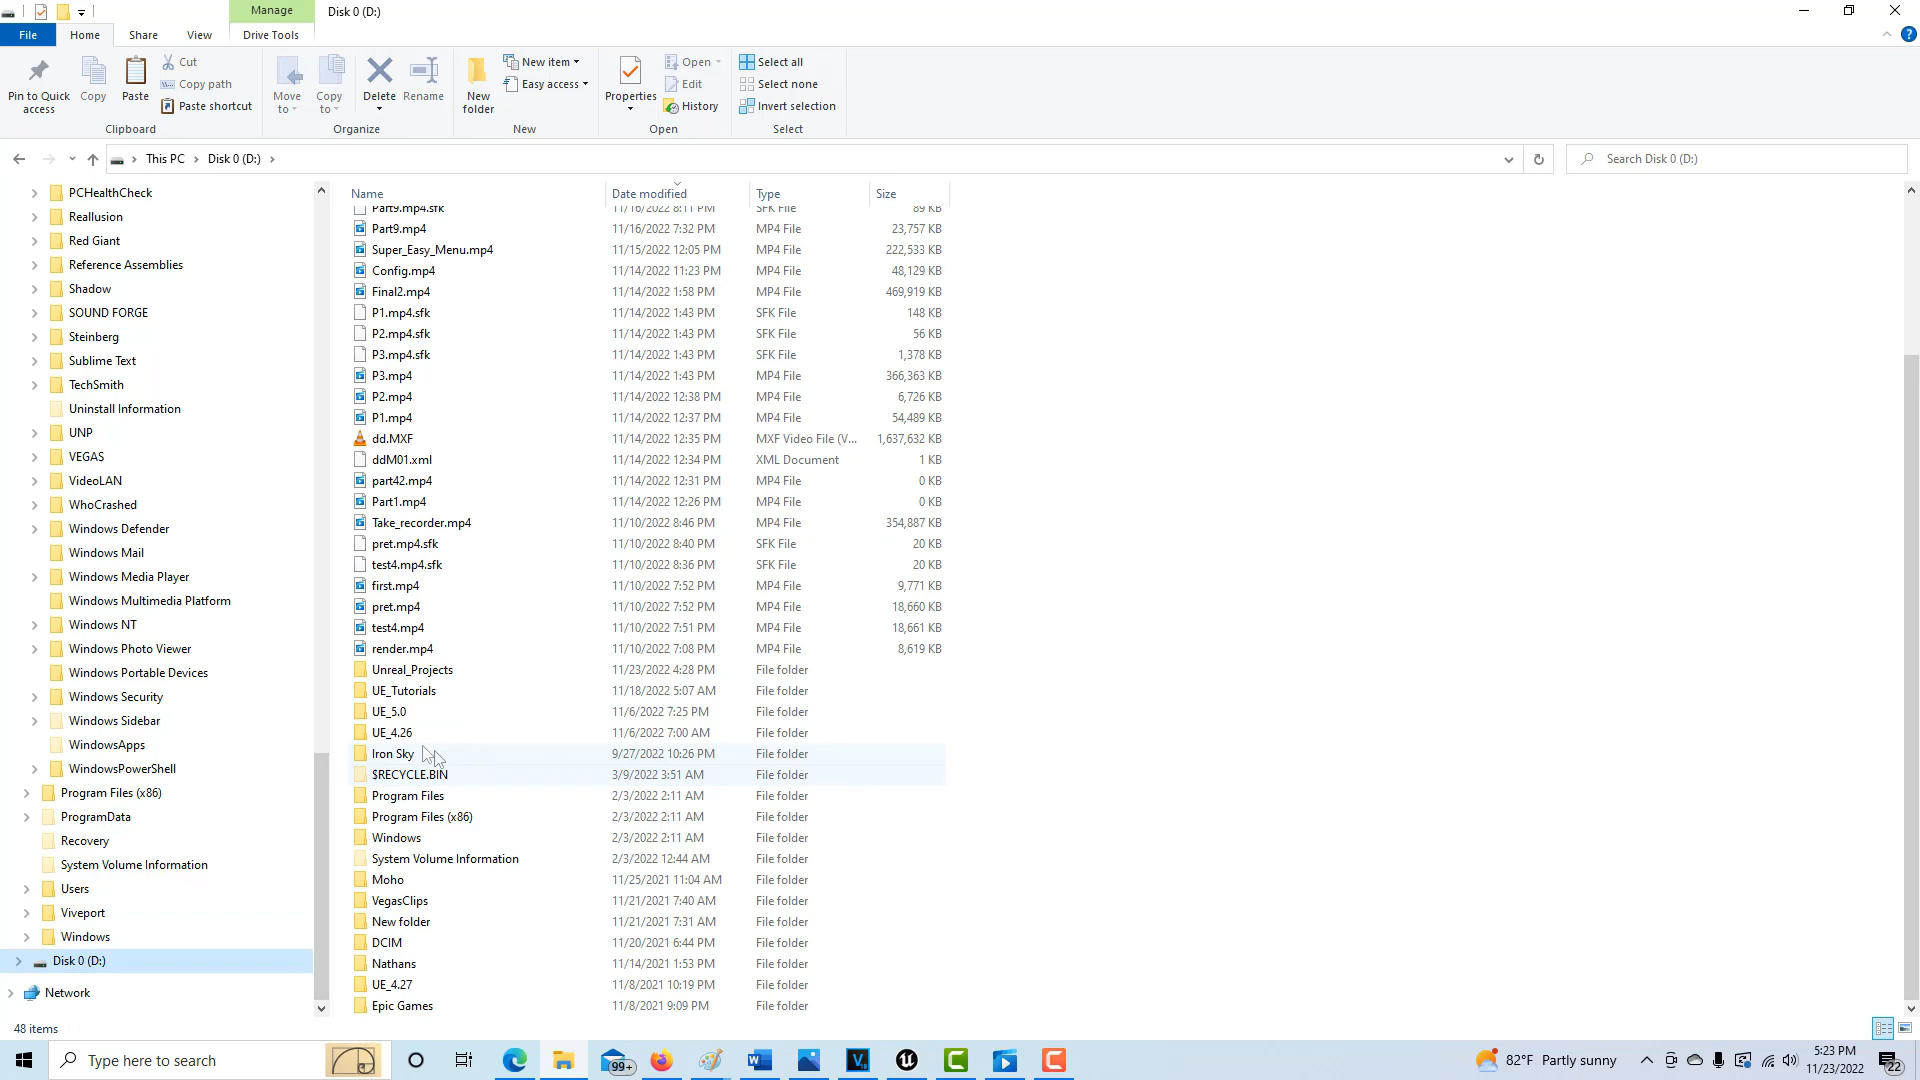 Manage Disk 0 (D:)
File Home Share View Drive Tools
Pin to Quick access
Copy
Paste
Cut
Copy path
Paste shortcut
Clipboard
Move to
Copy to
Delete
Rename
Organize
New folder
New item
Easy access
New
Properties
Open
Edit
History
Open
Select all
Select none
Invert selection
Select
This PC Disk 0 (D:)
Search Disk 0 (D:)
PCHealthCheck
Reallusion
Red Giant
Reference Assemblies
Shadow
SOUND FORGE
Steinberg
Sublime Text
TechSmith
Uninstall Information
UNP
VEGAS
VideoLAN
WhoCrashed
Windows Defender
Windows Mail
Windows Media Player
Windows Multimedia Platform
Windows NT
Windows Photo Viewer
Windows Portable Devices
Windows Security
Windows Sidebar
WindowsApps
WindowsPowerShell
Program Files (x86)
ProgramData
Recovery
System Volume Information
Users
Viveport
Windows
Disk 0 (D:)
Network
Name Date modified Type Size
Part9.mp4.sfk 11/16/2022 8:11 PM SFK File 89 KB
Part9.mp4 11/16/2022 7:32 PM MP4 File 23,757 KB
Super_Easy_Menu.mp4 11/15/2022 12:05 PM MP4 File 222,533 KB
Config.mp4 11/14/2022 11:23 PM MP4 File 48,129 KB
Final2.mp4 11/14/2022 1:58 PM MP4 File 469,919 KB
P1.mp4.sfk 11/14/2022 1:43 PM SFK File 148 KB
P2.mp4.sfk 11/14/2022 1:43 PM SFK File 56 KB
P3.mp4.sfk 11/14/2022 1:43 PM SFK File 1,378 KB
P3.mp4 11/14/2022 1:43 PM MP4 File 366,363 KB
P2.mp4 11/14/2022 12:38 PM MP4 File 6,726 KB
P1.mp4 11/14/2022 12:37 PM MP4 File 54,489 KB
dd.MXF 11/14/2022 12:35 PM MXF Video File (V... 1,637,632 KB
ddM01.xml 11/14/2022 12:34 PM XML Document 1 KB
part42.mp4 11/14/2022 12:31 PM MP4 File 0 KB
Part1.mp4 11/14/2022 12:26 PM MP4 File 0 KB
Take_recorder.mp4 11/10/2022 8:46 PM MP4 File 354,887 KB
pret.mp4.sfk 11/10/2022 8:40 PM SFK File 20 KB
test4.mp4.sfk 11/10/2022 8:36 PM SFK File 20 KB
first.mp4 11/10/2022 7:52 PM MP4 File 9,771 KB
pret.mp4 11/10/2022 7:52 PM MP4 File 18,660 KB
test4.mp4 11/10/2022 7:51 PM MP4 File 18,661 KB
render.mp4 11/10/2022 7:08 PM MP4 File 8,619 KB
Unreal_Projects 11/23/2022 4:28 PM File folder
UE_Tutorials 11/18/2022 5:07 AM File folder
UE_5.0 11/6/2022 7:25 PM File folder
UE_4.26 11/6/2022 7:00 AM File folder
Iron Sky 9/27/2022 10:26 PM File folder
$RECYCLE.BIN 3/9/2022 3:51 AM File folder
Program Files 2/3/2022 2:11 AM File folder
Program Files (x86) 2/3/2022 2:11 AM File folder
Windows 2/3/2022 2:11 AM File folder
System Volume Information 2/3/2022 12:44 AM File folder
Moho 11/25/2021 11:04 AM File folder
VegasClips 11/21/2021 7:40 AM File folder
New folder 11/21/2021 7:31 AM File folder
DCIM 11/20/2021 6:44 PM File folder
Nathans 11/14/2021 1:53 PM File folder
UE_4.27 11/8/2021 10:19 PM File folder
Epic Games 11/8/2021 9:09 PM File folder
48 items
Type here to search
99+
82°F Partly sunny
5:23 PM
11/23/2022
22